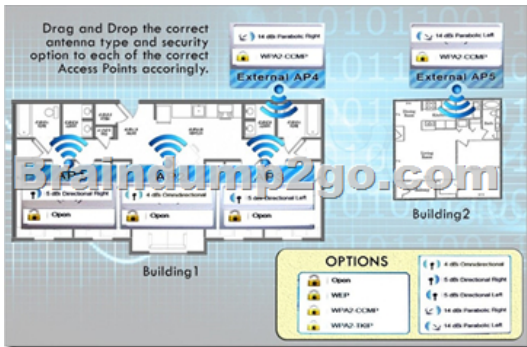 Drag and Drop the correct
antenna type and security
option to each of the correct
Access Points accoringly.
14 dBi Parabolic Right
WPA2-CCMP
External AP4
14 dBi Parabolic Left
WPA2-CCMP
External AP5
Braindump2go.com
5 dBi Directional Right
Open
4 dBi Omnidirectional
Open
5 dBi Directional Left
Open
Building1
Building2
OPTIONS
Open
WEP
WPA2-CCMP
WPA2-TKIP
4 dBi Omnidirectional
5 dBi Directional Right
5 dBi Directional Left
14 dBi Parabolic Right
14 dBi Parabolic Left